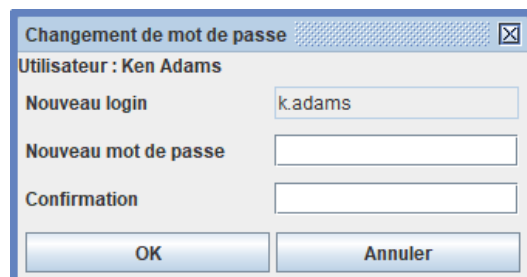 Changement de mot de passe
Utilisateur : Ken Adams
Nouveau login k.adams
Nouveau mot de passe
Confirmation
OK Annuler